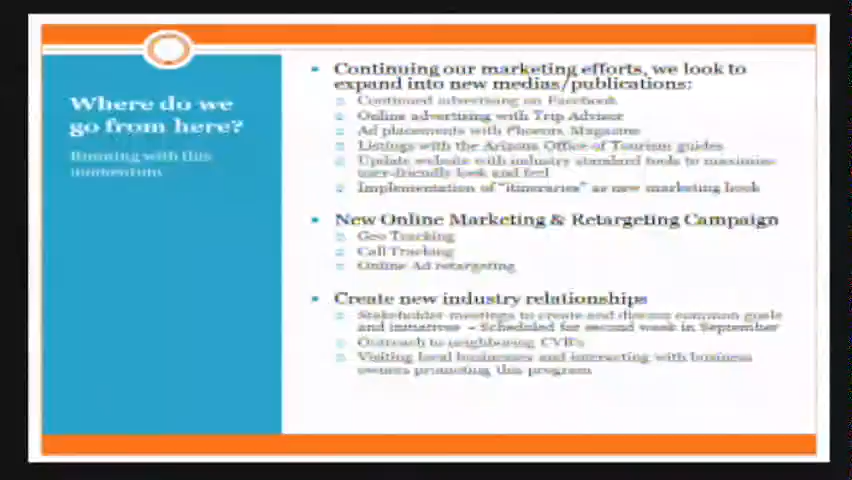 Where do we
go from here?
Running with this
momentum
Continuing our marketing efforts, we look to
expand into new medias/publications:
Continued advertising on Facebook
Online advertising with Trip Advisor
Ad placements with Phoenix Magazine
Listings with the Arizona Office of Tourism guides
Update website with industry standard tools to maximize
user-friendly look and feel
Implementation of "itineraries" as new marketing hook
New Online Marketing & Retargeting Campaign
Geo Tracking
Call Tracking
Online Ad retargeting
Create new industry relationships
Stakeholder meetings to create and discuss common goals
and initiatives - Scheduled for second week in September
Outreach to neighboring CVB's
Visiting local businesses and interacting with business
owners promoting this program